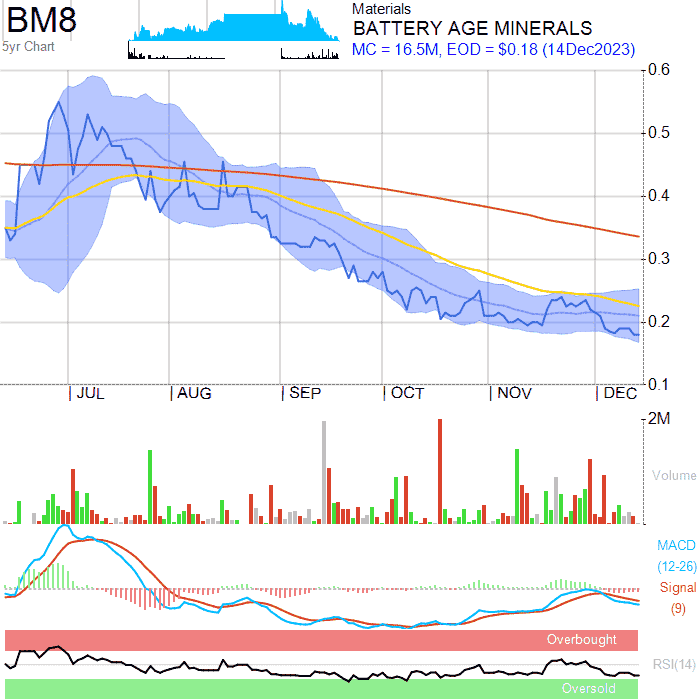 BM8
5yr Chart
Materials
BATTERY AGE MINERALS
MC = 16.5M, EOD = $0.18 (14Dec2023)
0.6
0.5
0.4
0.3
0.2
0.1
JUL AUG SEP OCT NOV DEC
2M
Volume
MACD
(12-26)
Signal
(9)
Overbought
RSI(14)
Oversold